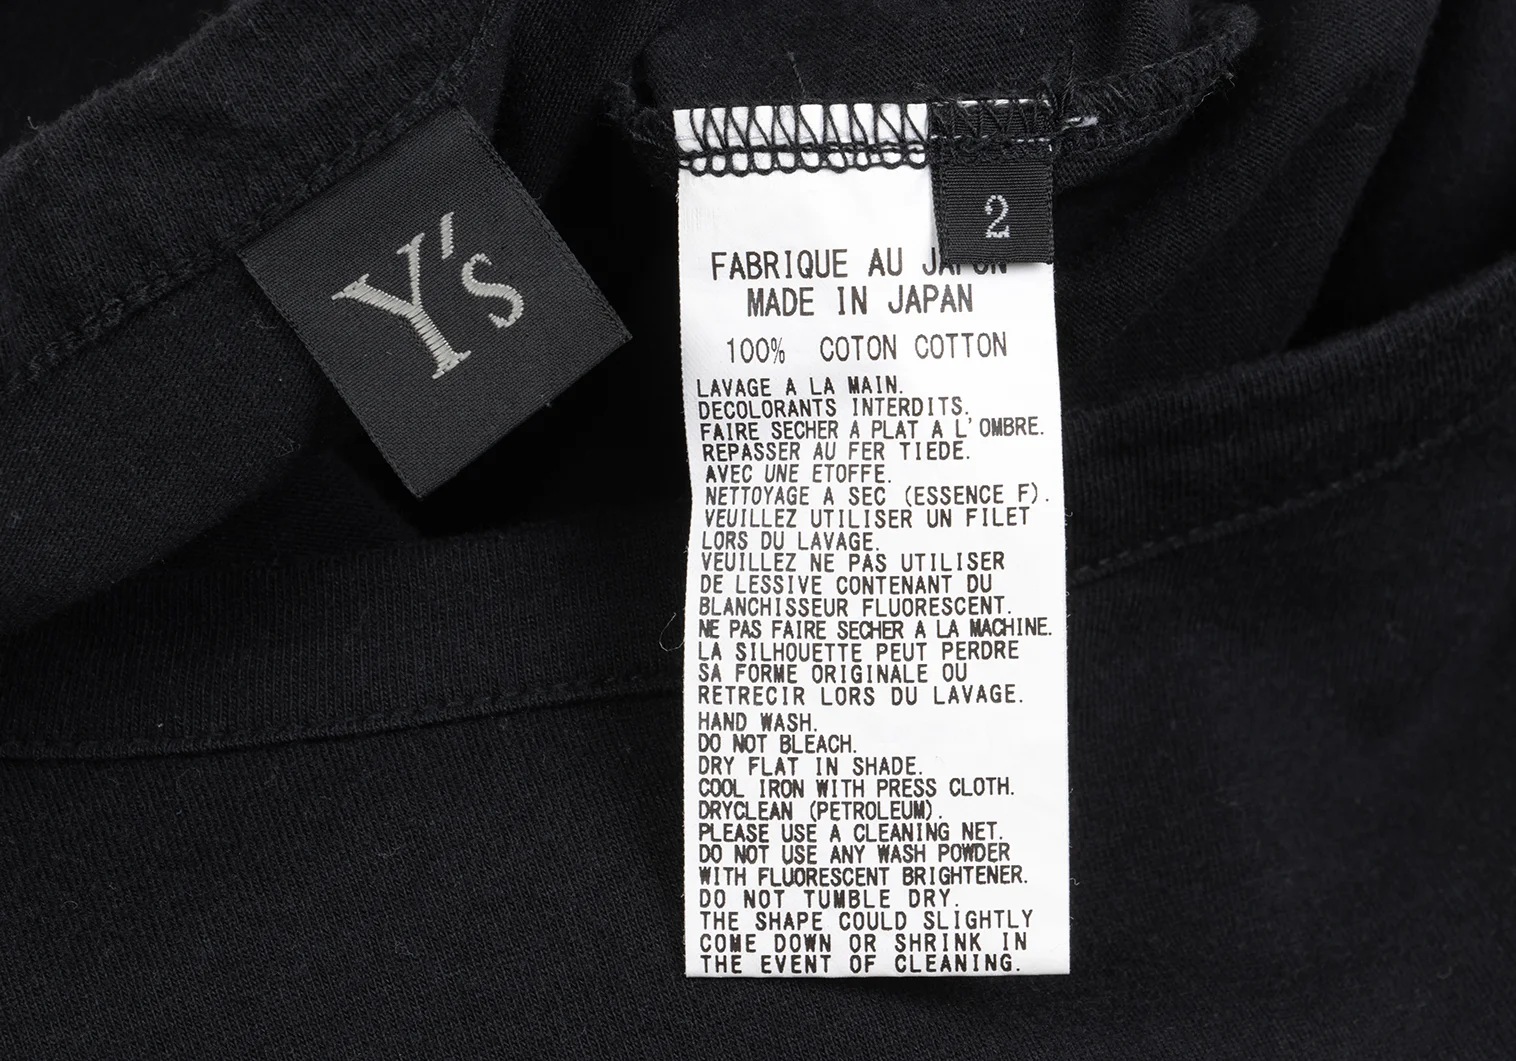 Y's
2
FABRIQUE AU JAPON
MADE IN JAPAN
100% COTON COTTON
LAVAGE A LA MAIN.
DECOLORANTS INTERDITS.
FAIRE SECHER A PLAT A L'OMBRE.
REPASSER AU FER TIEDE.
AVEC UNE ETOFFE.
NETTOYAGE A SEC (ESSENCE F).
VEUILLEZ UTILISER UN FILET
LORS DU LAVAGE.
VEUILLEZ NE PAS UTILISER
DE LESSIVE CONTENANT DU
BLANCHISSEUR FLUORESCENT.
NE PAS FAIRE SECHER A LA MACHINE.
LA SILHOUETTE PEUT PERDRE
SA FORME ORIGINALE OU
RETRECIR LORS DU LAVAGE.
HAND WASH.
DO NOT BLEACH.
DRY FLAT IN SHADE.
COOL IRON WITH PRESS CLOTH.
DRYCLEAN (PETROLEUM).
PLEASE USE A CLEANING NET.
DO NOT USE ANY WASH POWDER
WITH FLUORESCENT BRIGHTENER.
DO NOT TUMBLE DRY.
THE SHAPE COULD SLIGHTLY
COME DOWN OR SHRINK IN
THE EVENT OF CLEANING.